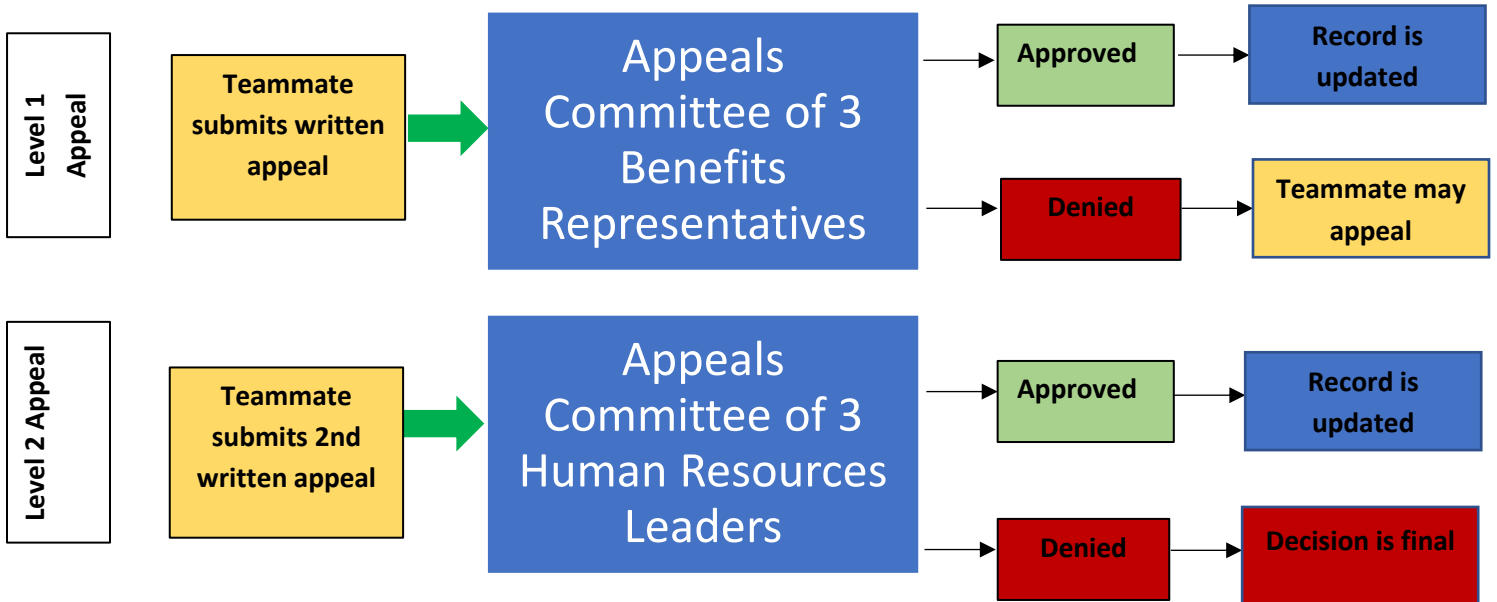 Level 1
Appeal
Teammate
submits written
appeal
Appeals
Committee of 3
Benefits
Representatives
Approved
Record is
updated
Denied
Teammate may
appeal
Level 2 Appeal
Teammate
submits 2nd
written appeal
Appeals
Committee of 3
Human Resources
Leaders
Approved
Record is
updated
Denied
Decision is final